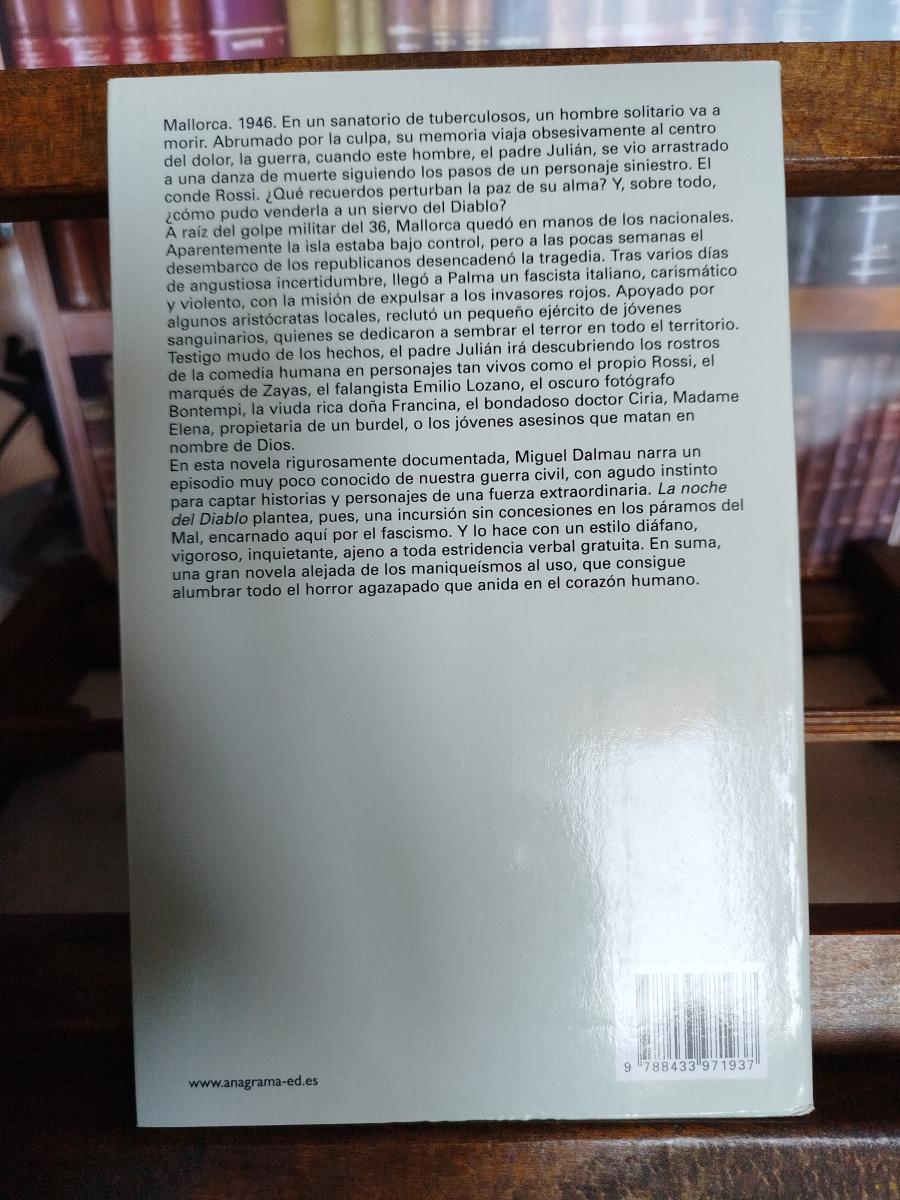 Mallorca. 1946. En un sanatorio de tuberculosos, un hombre solitario va a
morir. Abrumado por la culpa, su memoria viaja obsesivamente al centro
del dolor, la guerra, cuando este hombre, el padre Julián, se vio arrastrado
a una danza de muerte siguiendo los pasos de un personaje siniestro. El
conde Rossi. ¿Qué recuerdos perturban la paz de su alma? Y, sobre todo,
¿cómo pudo venderla a un siervo del Diablo?
A raíz del golpe militar del 36, Mallorca quedó en manos de los nacionales.
Aparentemente la isla estaba bajo control, pero a las pocas semanas el
desembarco de los republicanos desencadenó la tragedia. Tras varios días
de angustiosa incertidumbre, llegó a Palma un fascista italiano, carismático
y violento, con la misión de expulsar a los invasores rojos. Apoyado por
algunos aristócratas locales, reclutó un pequeño ejército de jóvenes
sanguinarios, quienes se dedicaron a sembrar el terror en todo el territorio.
Testigo mudo de los hechos, el padre Julián irá descubriendo los rostros
de la comedia humana en personajes tan vivos como el propio Rossi, el
marqués de Zayas, el falangista Emilio Lozano, el oscuro fotógrafo
Bontempi, la viuda rica doña Francina, el bondadoso doctor Ciria, Madame
Elena, propietaria de un burdel, o los jóvenes asesinos que matan en
nombre de Dios.
En esta novela rigurosamente documentada, Miguel Dalmau narra un
episodio muy poco conocido de nuestra guerra civil, con agudo instinto
para captar historias y personajes de una fuerza extraordinaria. La noche
del Diablo plantea, pues, una incursión sin concesiones en los páramos del
Mal, encarnado aquí por el fascismo. Y lo hace con un estilo diáfano,
vigoroso, inquietante, ajeno a toda estridencia verbal gratuita. En suma,
una gran novela alejada de los maniqueísmos al uso, que consigue
alumbrar todo el horror agazapado que anida en el corazón humano.
www.anagrama-ed.es
9 788433 971937